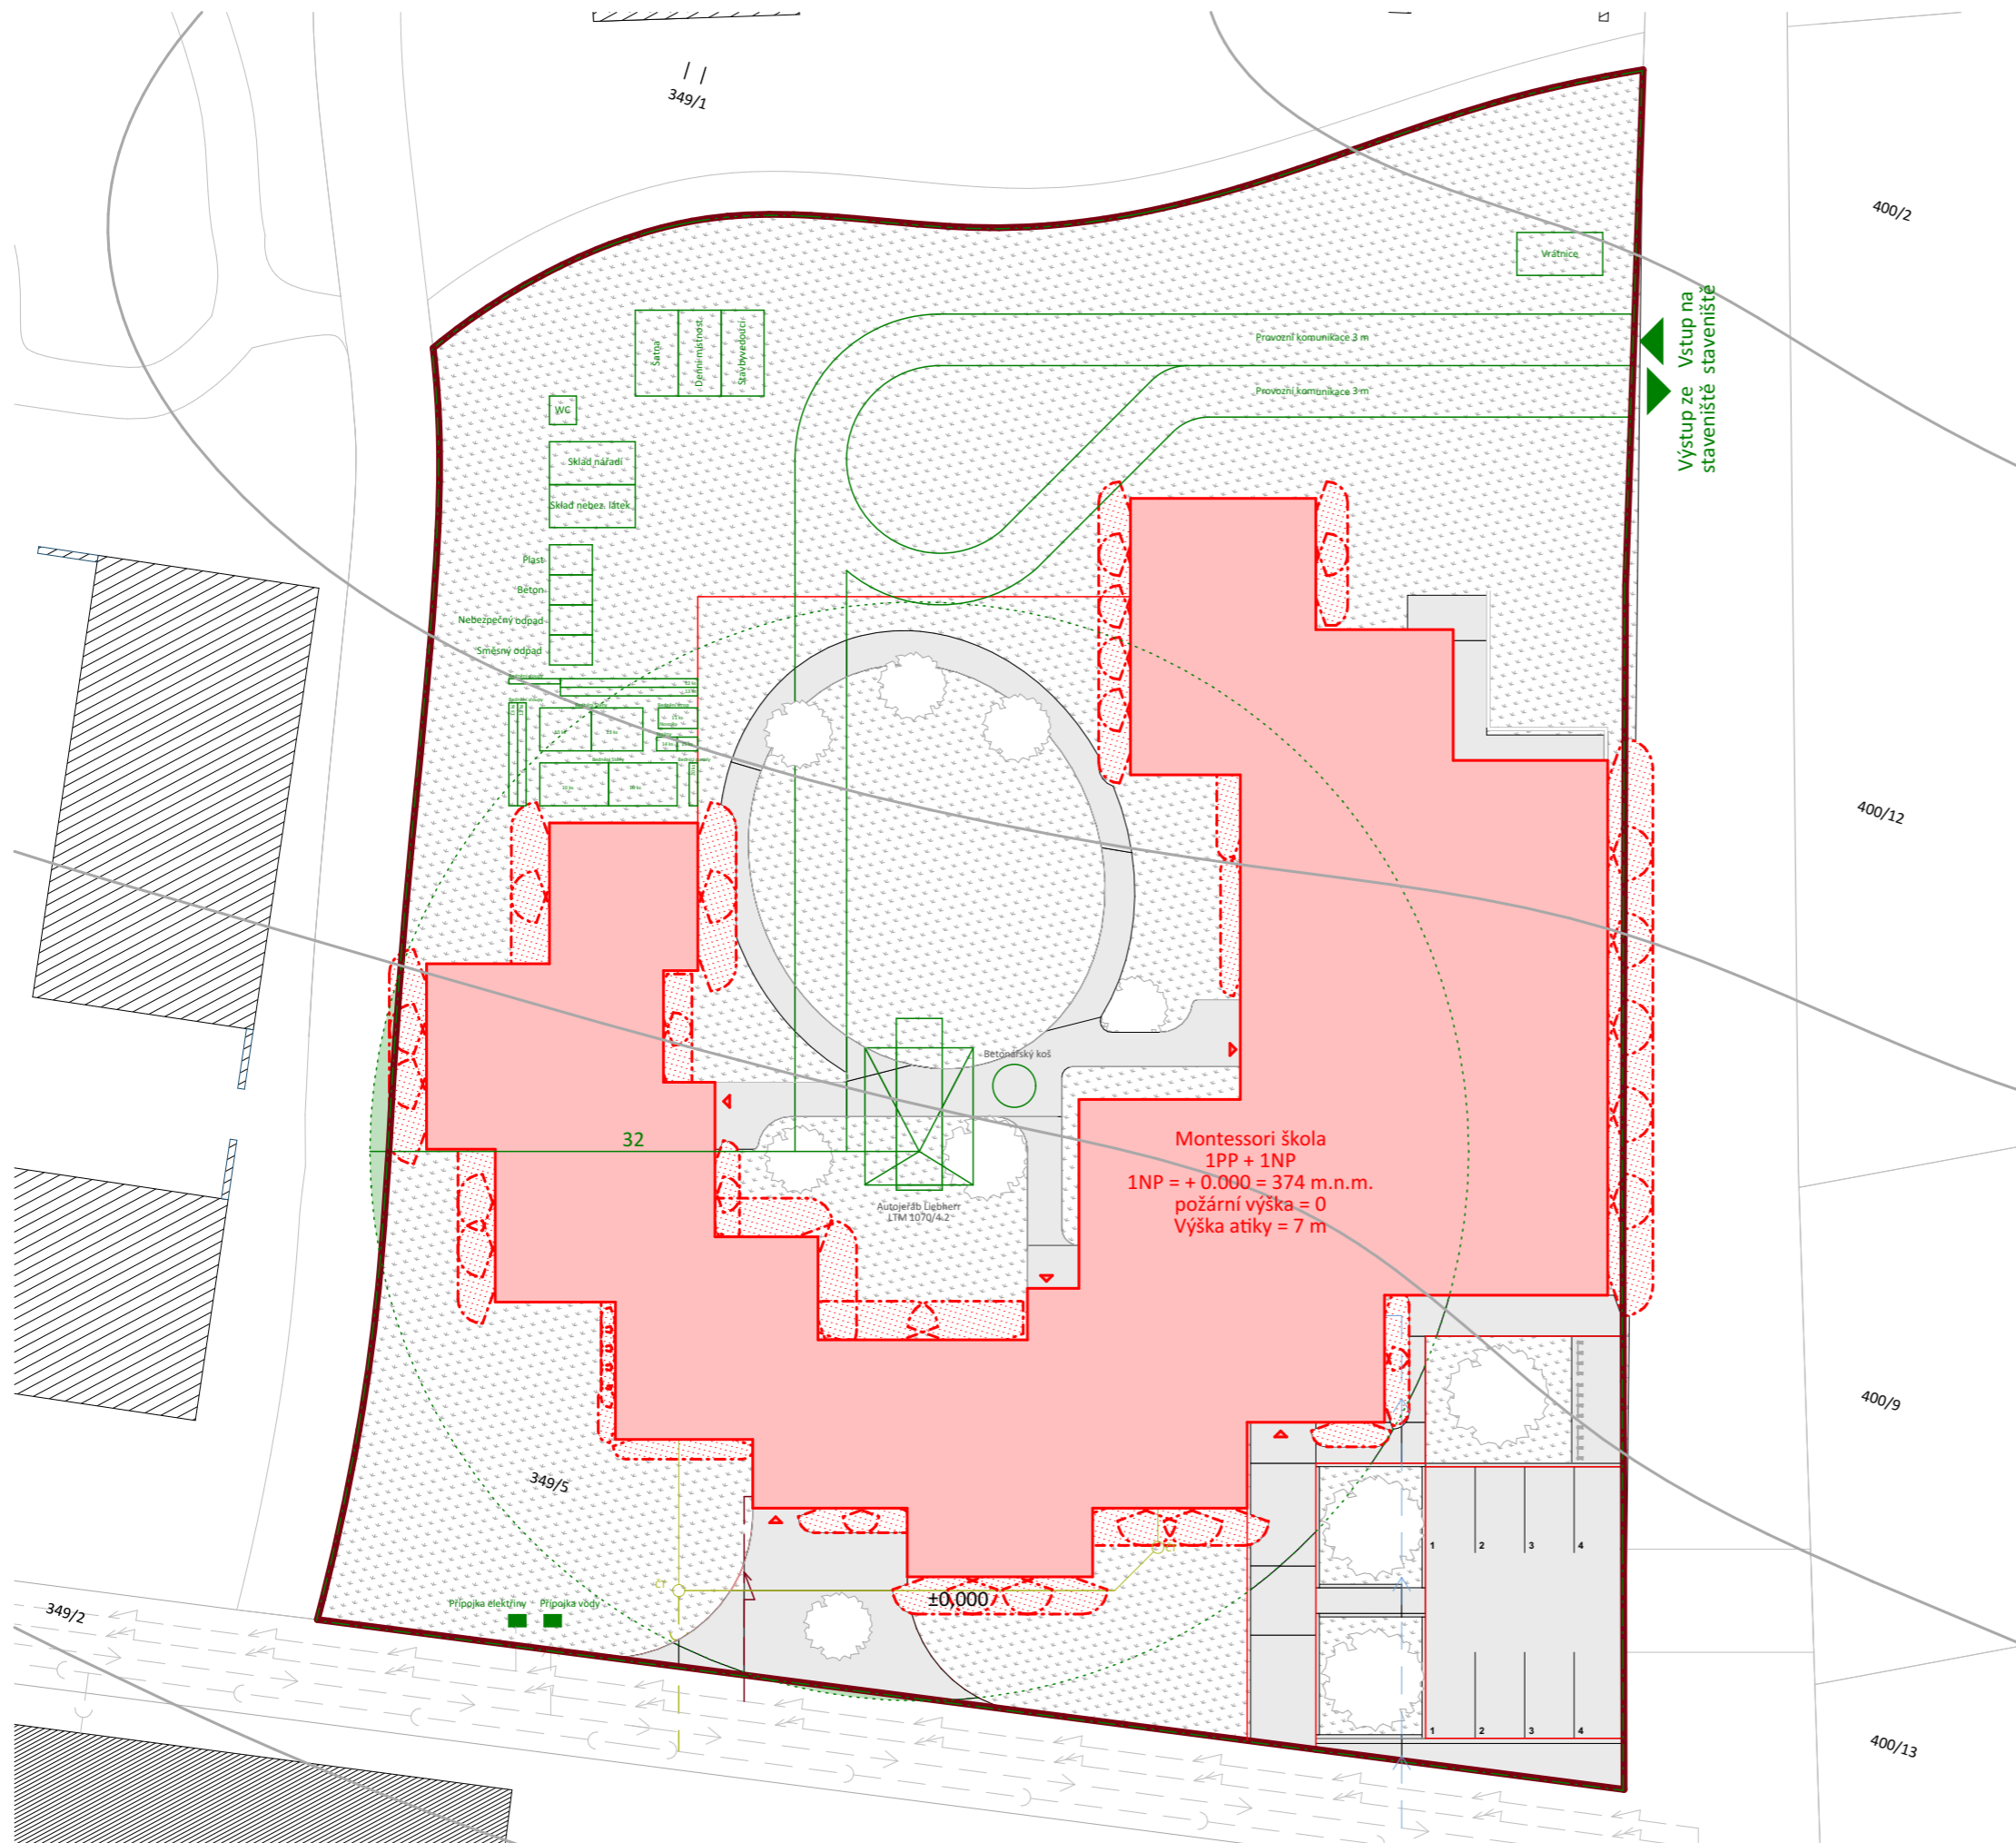 349/1
400/2
Vrátnice
Vstup na
staveniště
Výstup ze
staveniště
Provozní komunikace 3 m
Provozní komunikace 3 m
Šatna
Denní místnost
Stavbyvedoucí
WC
Sklad nářadí
Sklad nebez. látek
Plast
Beton
Nebezpečný odpad
Směsný odpad
400/12
Betonářský koš
32
Autojeřáb Liebherr
LTM 1070/4.2
Montessori škola
1PP + 1NP
1NP = + 0.000 = 374 m.n.m.
požární výška = 0
Výška atiky = 7 m
400/9
349/5
1
2
3
4
±0,000
Přípojka elektřiny
Přípojka vody
349/2
1
2
3
4
400/13